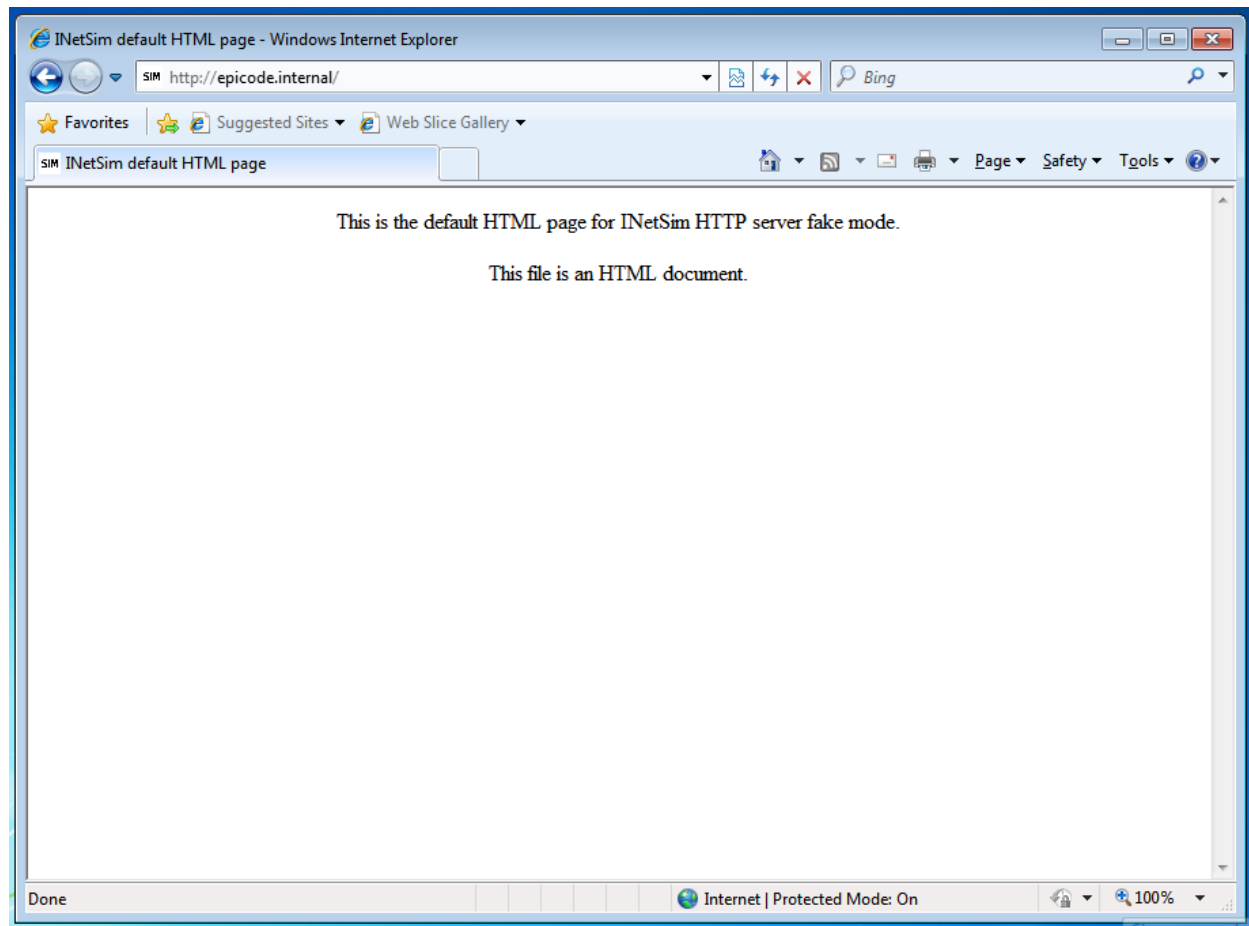 INetSim default HTML page - Windows Internet Explorer
SIM http://epicode.internal/ Bing
Favorites Suggested Sites Web Slice Gallery
SIM INetSim default HTML page Page Safety Tools
This is the default HTML page for INetSim HTTP server fake mode.
This file is an HTML document.
Done Internet | Protected Mode: On 100%